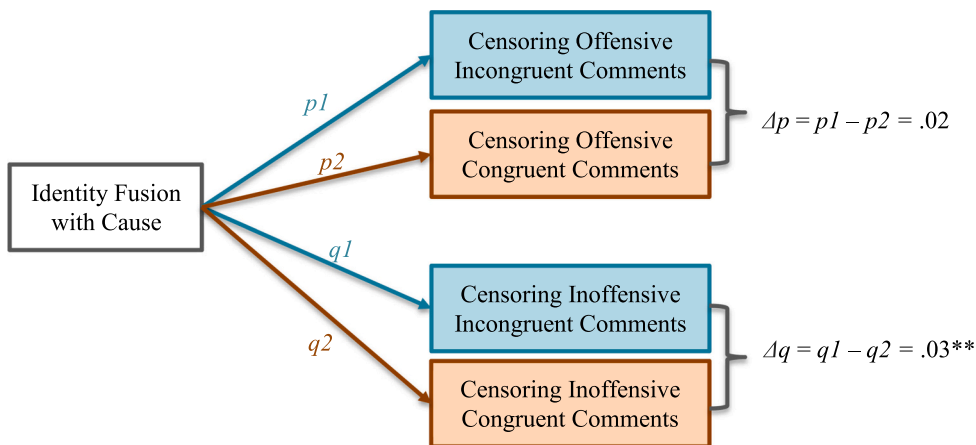 Censoring Offensive
Incongruent Comments
p1
Δp = p1 – p2 = .02
Censoring Offensive
Congruent Comments
p2
Identity Fusion
with Cause
q1
Censoring Inoffensive
Incongruent Comments
q2
Δq = q1 – q2 = .03**
Censoring Inoffensive
Congruent Comments